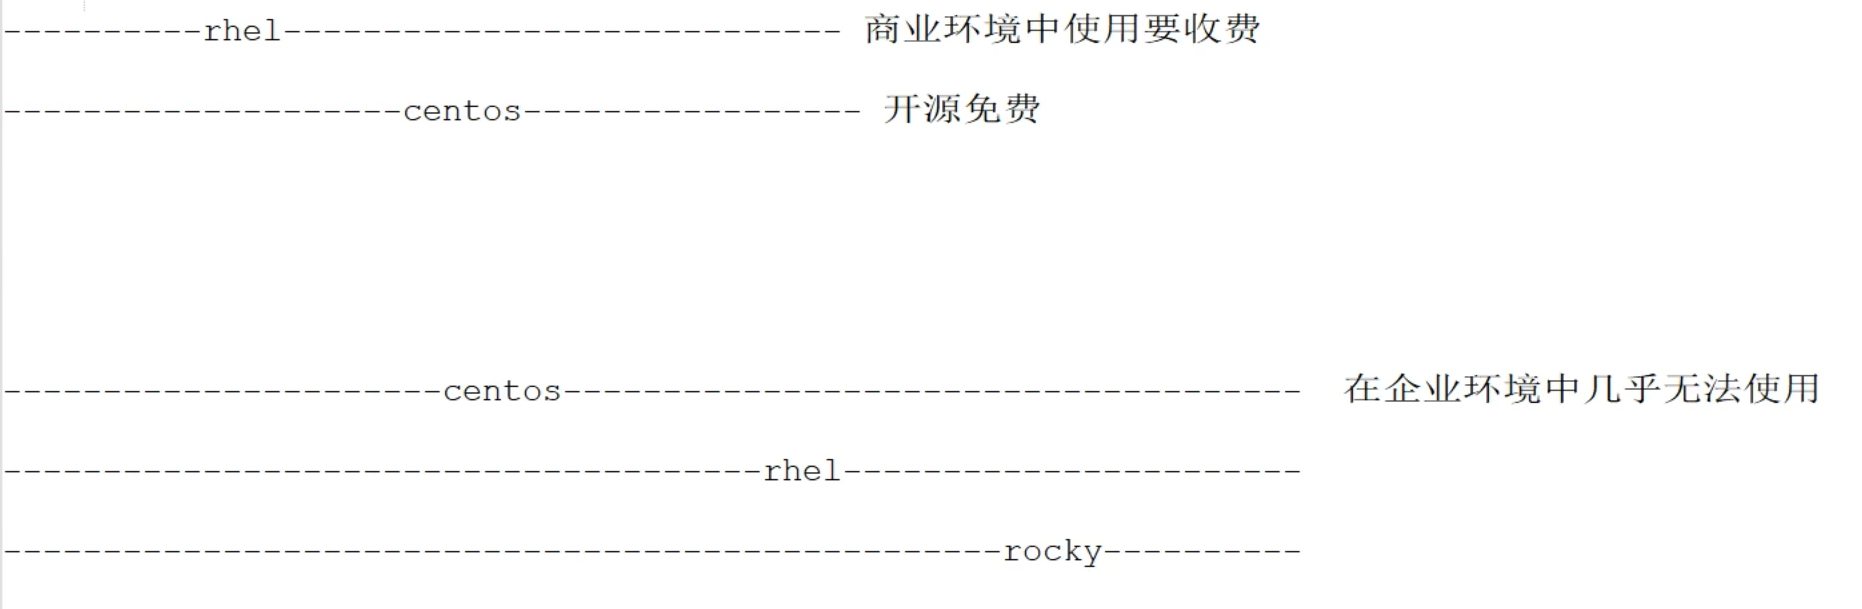 ----------rhel---------------------------- 商业环境中使用要收费
--------------------centos----------------- 开源免费
----------------------centos------------------------------------- 在企业环境中几乎无法使用
--------------------------------------rhel-----------------------
--------------------------------------------------rocky----------